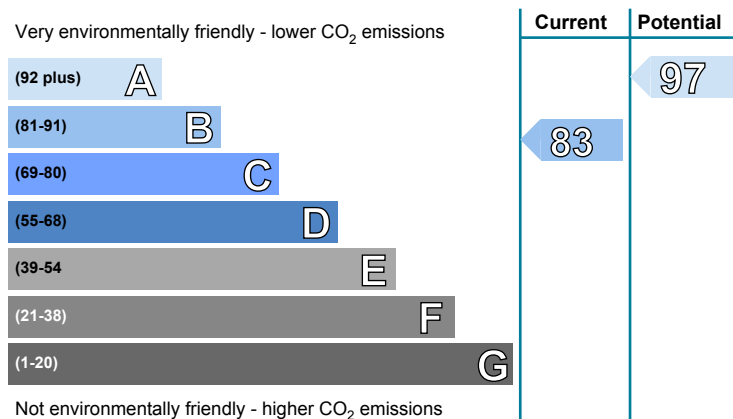 Current Potential
Very environmentally friendly - lower CO₂ emissions
(92 plus) A 97
(81-91) B 83
(69-80) C
(55-68) D
(39-54 E
(21-38) F
(1-20) G
Not environmentally friendly - higher CO₂ emissions